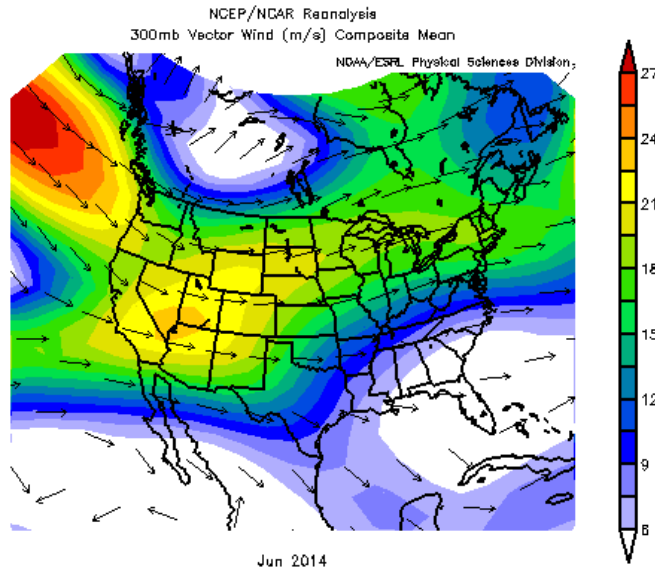 NCEP/NCAR Reanalysis
300mb Vector Wind (m/s) Composite Mean
NOAA/ESRL Physical Sciences Division
27
24
21
18
15
12
9
6
Jun 2014